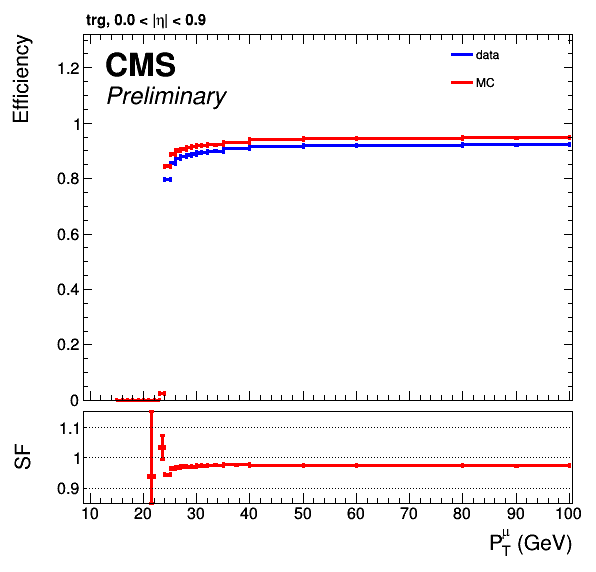 trg, 0.0 < |η| < 0.9
CMS
Preliminary
data
MC
Efficiency
1.2
1
0.8
0.6
0.4
0.2
0
SF
1.1
1
0.9
10 20 30 40 50 60 70 80 90 100
P_T^μ (GeV)